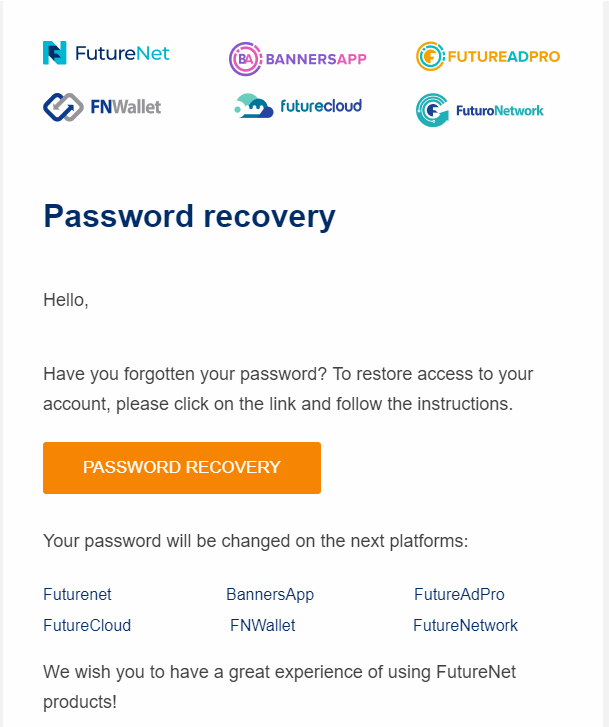 FutureNet BANNERSAPP FUTUREADPRO
FNWallet futurecloud FuturoNetwork
Password recovery
Hello,
Have you forgotten your password? To restore access to your
account, please click on the link and follow the instructions.
PASSWORD RECOVERY
Your password will be changed on the next platforms:
Futurenet BannersApp FutureAdPro
FutureCloud FNWallet FutureNetwork
We wish you to have a great experience of using FutureNet
products!